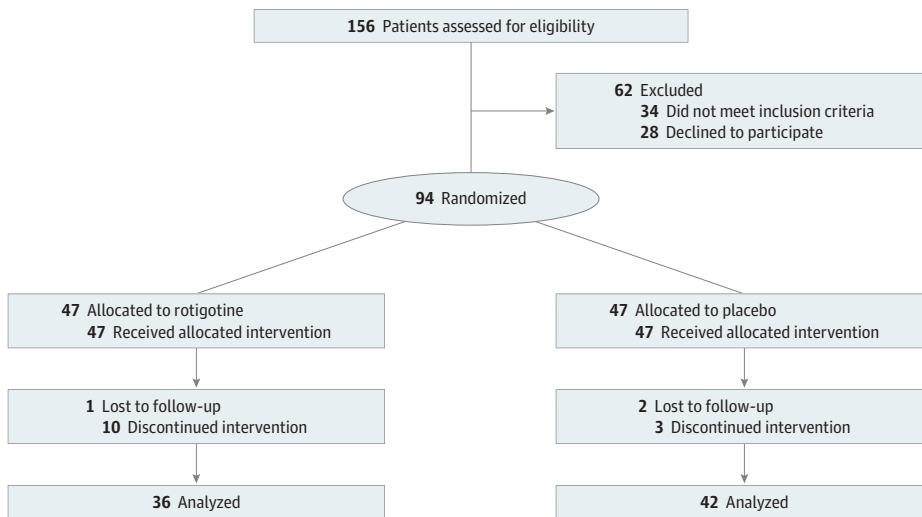 156 Patients assessed for eligibility
62 Excluded
34 Did not meet inclusion criteria
28 Declined to participate
94 Randomized
47 Allocated to rotigotine
47 Received allocated intervention
47 Allocated to placebo
47 Received allocated intervention
1 Lost to follow-up
10 Discontinued intervention
2 Lost to follow-up
3 Discontinued intervention
36 Analyzed
42 Analyzed